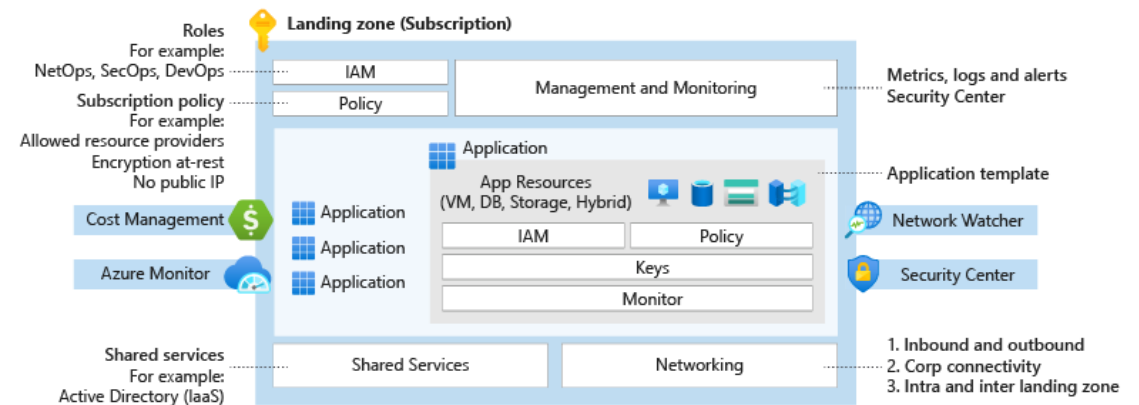 Landing zone (Subscription)
Roles
For example:
NetOps, SecOps, DevOps
Subscription policy
For example:
Allowed resource providers
Encryption at-rest
No public IP
Cost Management
Azure Monitor
Shared services
For example:
Active Directory (IaaS)
IAM
Policy
Management and Monitoring
Application
Application
Application
Application
App Resources
(VM, DB, Storage, Hybrid)
IAM
Policy
Keys
Monitor
Shared Services
Networking
Metrics, logs and alerts
Security Center
Application template
Network Watcher
Security Center
1. Inbound and outbound
2. Corp connectivity
3. Intra and inter landing zone